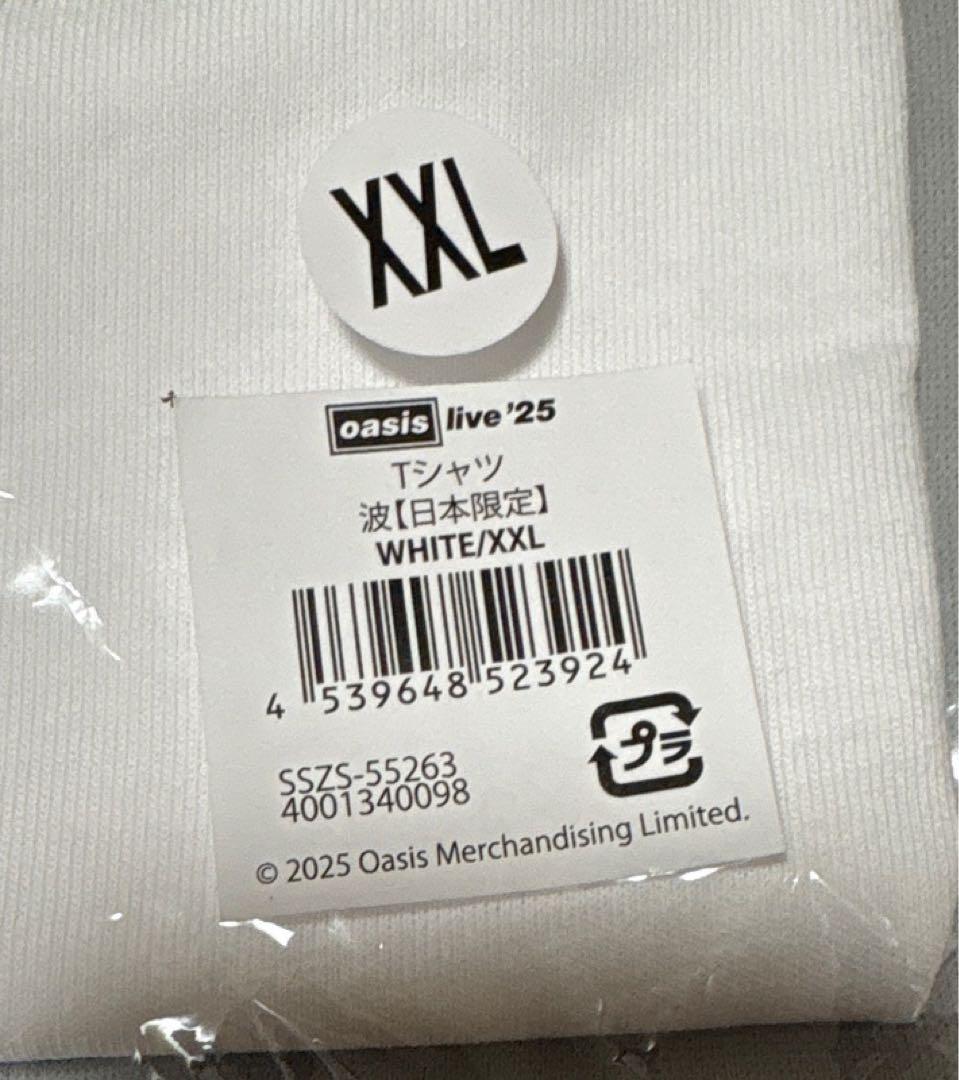 XXL
oasis live '25
Tシャツ
波【日本限定】
WHITE/XXL
4 539648 523924
プラ
SSZS-55263
4001340098
© 2025 Oasis Merchandising Limited.